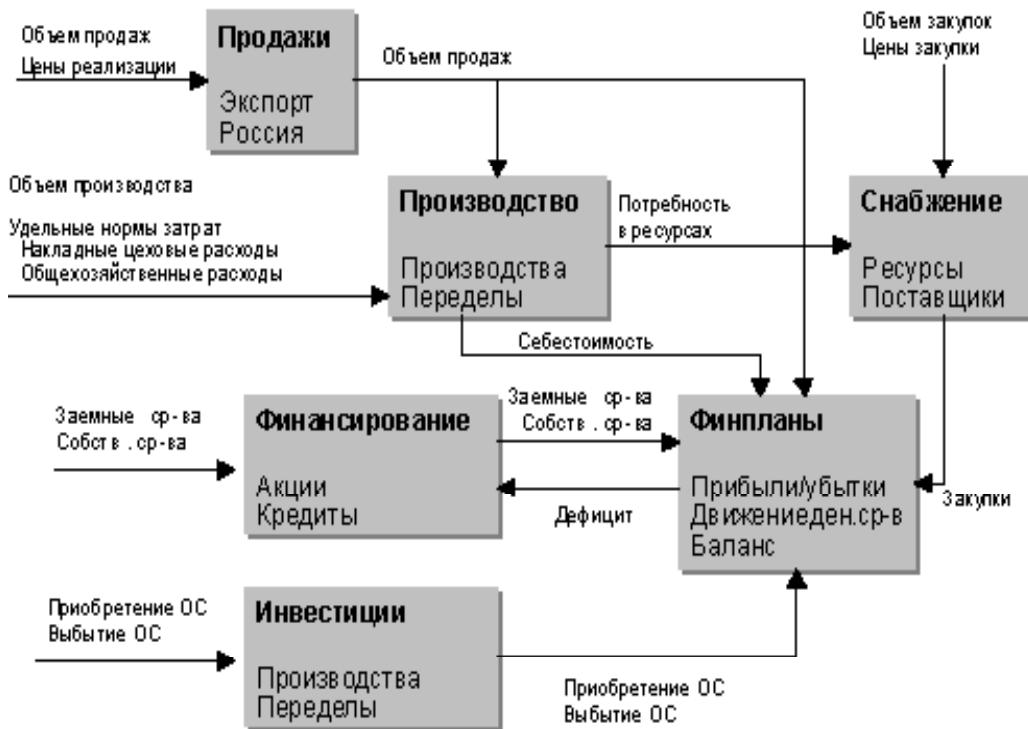 Объем продаж
Цены реализации
Продажи
Экспорт
Россия
Объем продаж
Объем закупок
Цены закупки
Объем производства
Удельные нормы затрат
Накладные цеховые расходы
Общехозяйственные расходы
Производство
Производства
Переделы
Потребность
в ресурсах
Снабжение
Ресурсы
Поставщики
Себестоимость
Заемные ср-ва
Собств . ср-ва
Финансирование
Акции
Кредиты
Заемные ср-ва
Собств . ср-ва
Дефицит
Финпланы
Прибыли/убытки
Движениеден.ср-в
Баланс
Закупки
Приобретение ОС
Выбытие ОС
Инвестиции
Производства
Переделы
Приобретение ОС
Выбытие ОС